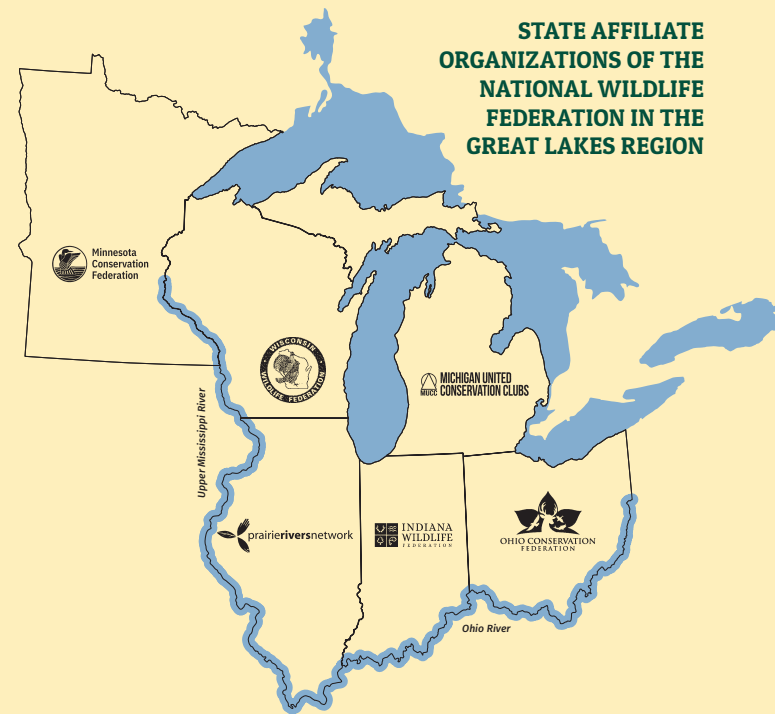 STATE AFFILIATE
ORGANIZATIONS OF THE
NATIONAL WILDLIFE
FEDERATION IN THE
GREAT LAKES REGION
Minnesota
Conservation
Federation
WISCONSIN
WILDLIFE FEDERATION
MUCC
MICHIGAN UNITED
CONSERVATION CLUBS
Upper Mississippi River
prairieriversnetwork
INDIANA
WILDLIFE
FEDERATION
OHIO CONSERVATION
FEDERATION
Ohio River